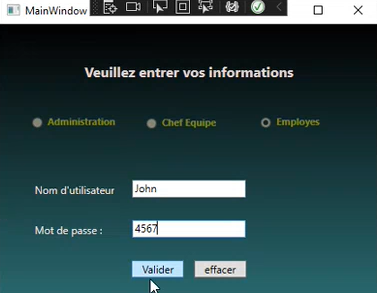 MainWindow
Veuillez entrer vos informations
Administration Chef Equipe Employes
Nom d'utilisateur John
Mot de passe : 4567
Valider effacer